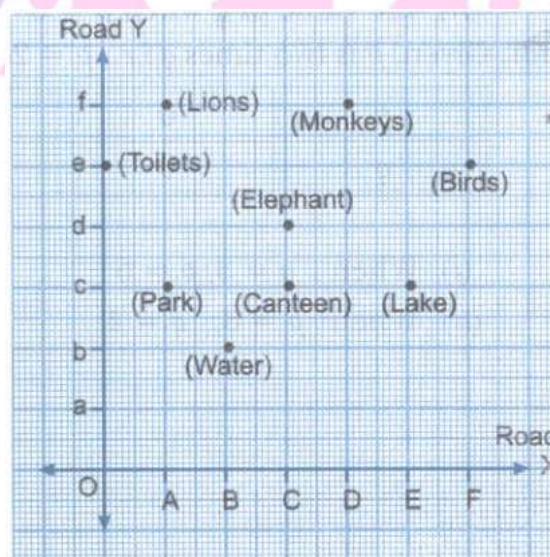 Road Y
f (Lions)
(Monkeys)
e (Toilets)
(Birds)
(Elephant)
d
c
(Park) (Canteen) (Lake)
b
(Water)
a
Road
X
O A B C D E F